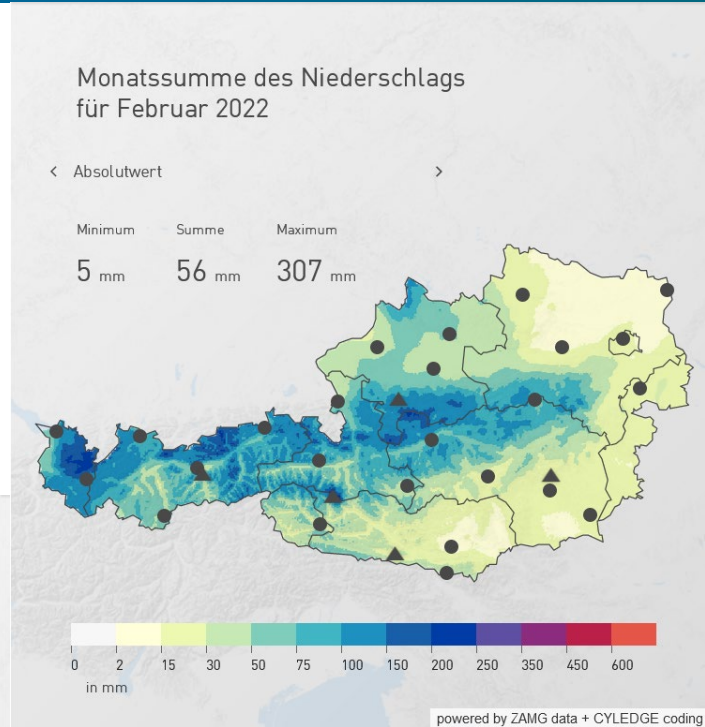 Monatssumme des Niederschlags
für Februar 2022
< Absolutwert >
Minimum Summe Maximum
5 mm 56 mm 307 mm
0 2 15 30 50 75 100 150 200 250 350 450 600
in mm
powered by ZAMG data + CYLEDGE coding